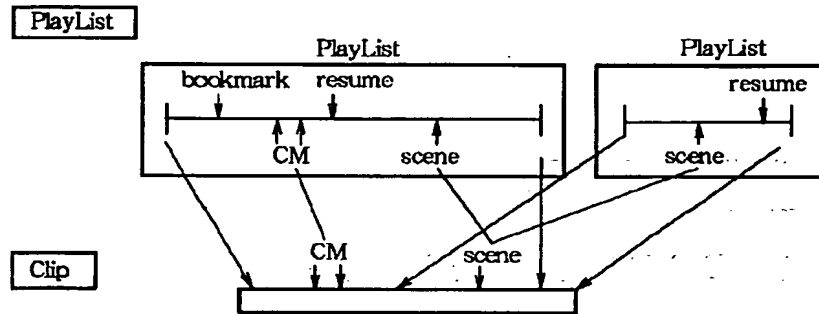 PlayList
PlayList PlayList
bookmark resume
resume
CM scene
scene
CM scene
Clip